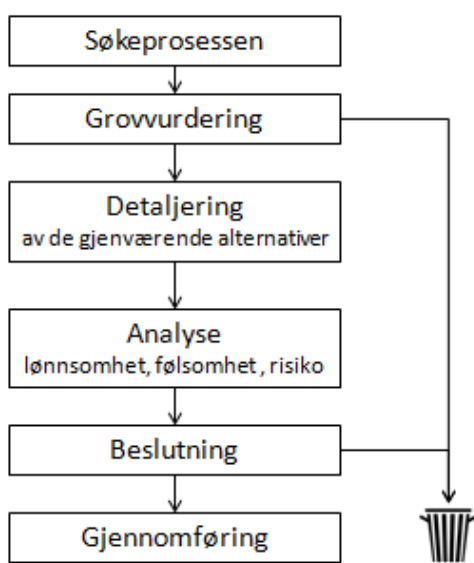 Søkeprosessen
Grovvurdering
Detaljering
av de gjenværende alternativer
Analyse
lønnsomhet, følsomhet , risiko
Beslutning
Gjennomføring